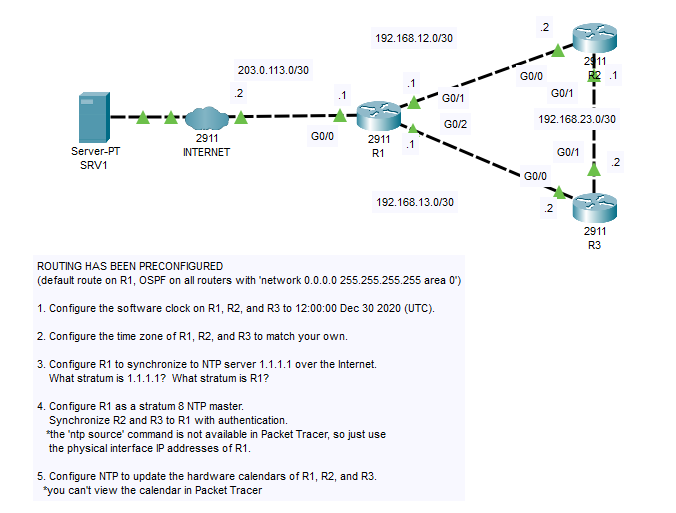 192.168.12.0/30
.2
2911
R2
.1
203.0.113.0/30
.2
.1
.1
G0/1
G0/0
G0/1
192.168.23.0/30
Server-PT
SRV1
2911
INTERNET
G0/0
2911
R1
G0/2
.1
G0/1
.2
G0/0
.2
192.168.13.0/30
2911
R3
ROUTING HAS BEEN PRECONFIGURED
(default route on R1, OSPF on all routers with 'network 0.0.0.0 255.255.255.255 area 0')
1. Configure the software clock on R1, R2, and R3 to 12:00:00 Dec 30 2020 (UTC).
2. Configure the time zone of R1, R2, and R3 to match your own.
3. Configure R1 to synchronize to NTP server 1.1.1.1 over the Internet.
What stratum is 1.1.1.1? What stratum is R1?
4. Configure R1 as a stratum 8 NTP master.
Synchronize R2 and R3 to R1 with authentication.
*the 'ntp source' command is not available in Packet Tracer, so just use
the physical interface IP addresses of R1.
5. Configure NTP to update the hardware calendars of R1, R2, and R3.
*you can't view the calendar in Packet Tracer